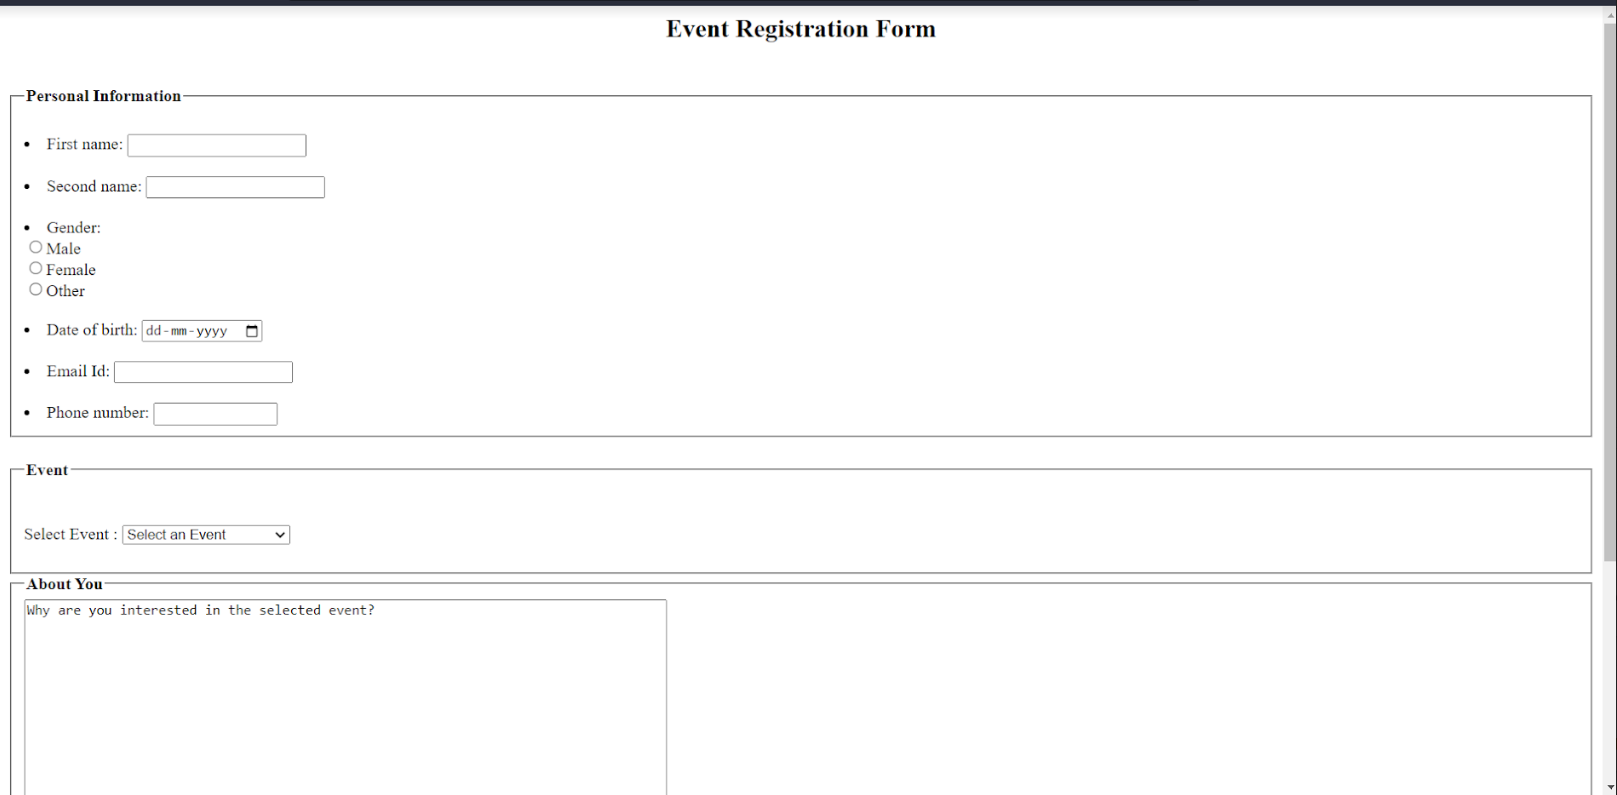 Event Registration Form
Personal Information
• First name:
• Second name:
• Gender:
Male
Female
Other
• Date of birth: dd-mm-yyyy
• Email Id:
• Phone number:
Event
Select Event : Select an Event
About You
Why are you interested in the selected event?